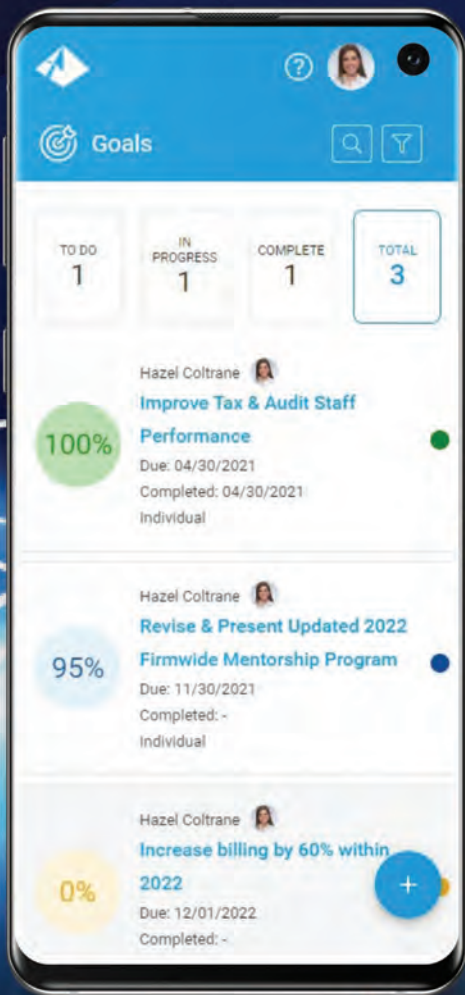 Goals
TO DO
1
IN
PROGRESS
1
COMPLETE
1
TOTAL
3
Hazel Coltrane
100%
Improve Tax & Audit Staff
Performance
Due: 04/30/2021
Completed: 04/30/2021
Individual
Hazel Coltrane
95%
Revise & Present Updated 2022
Firmwide Mentorship Program
Due: 11/30/2021
Completed: -
Individual
Hazel Coltrane
0%
Increase billing by 60% within
2022
Due: 12/01/2022
Completed: -